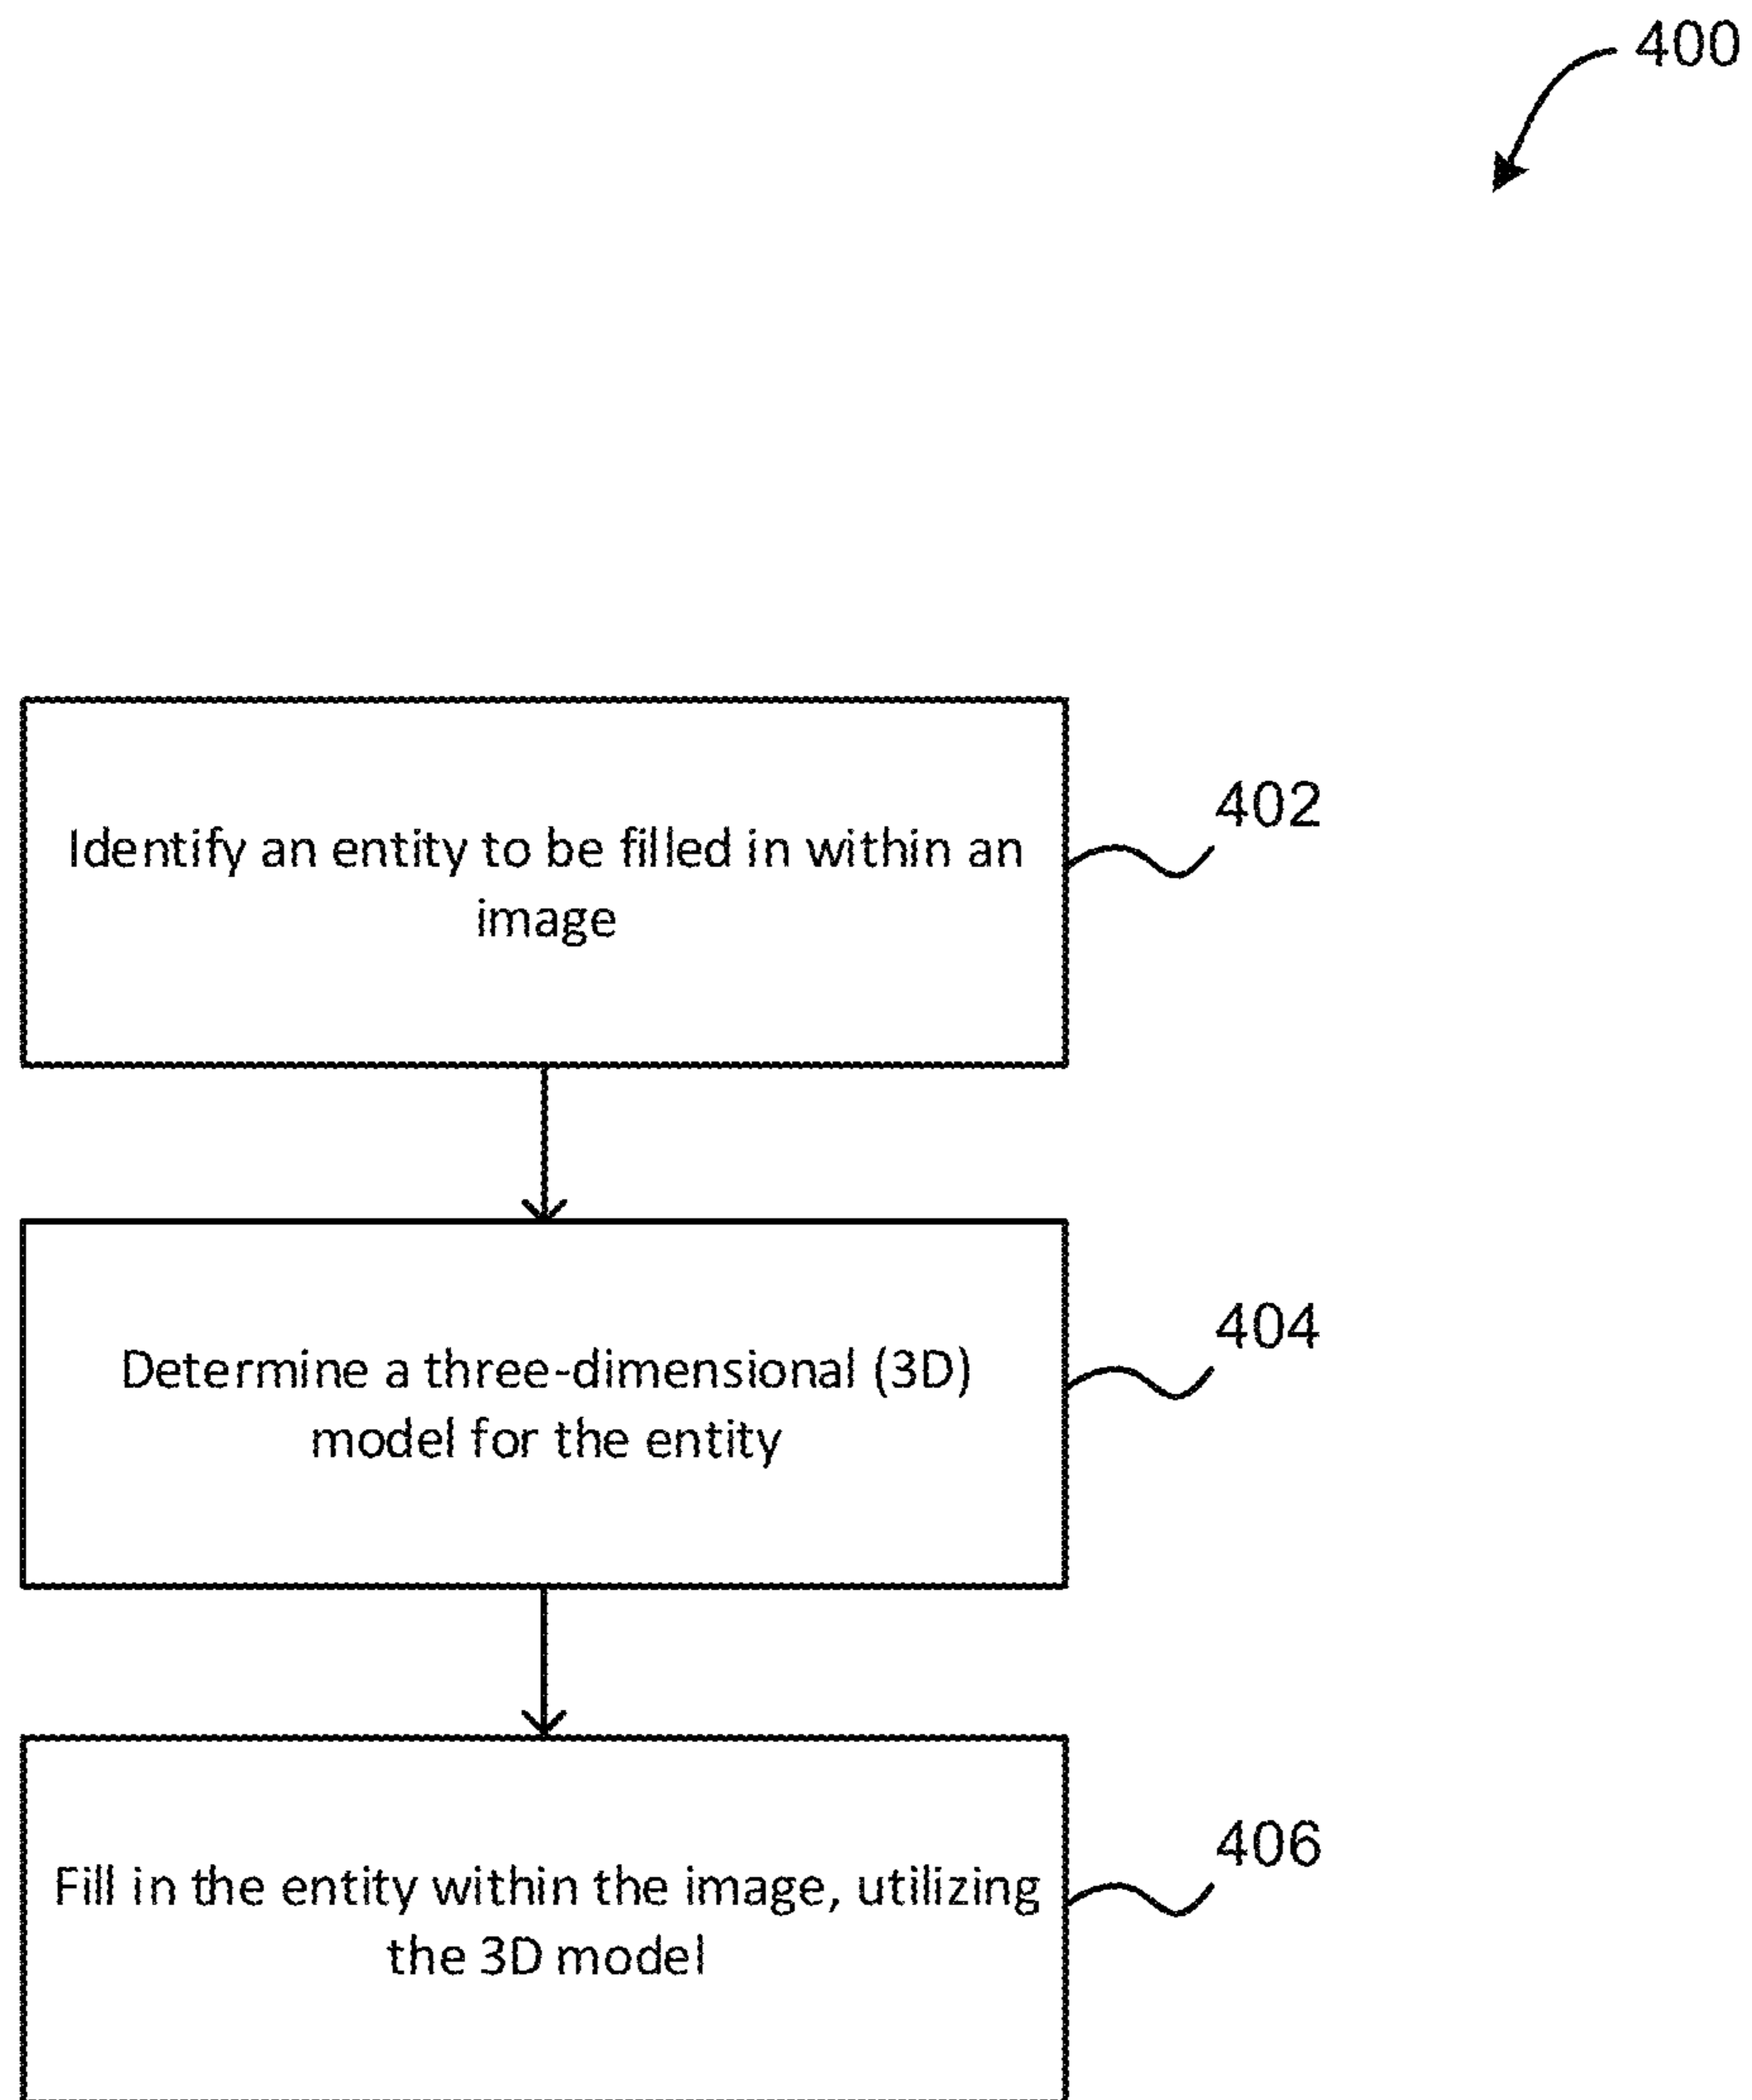 400
Identify an entity to be filled in within an
image
402
Determine a three-dimensional (3D)
model for the entity
404
Fill in the entity within the image, utilizing
the 3D model
406